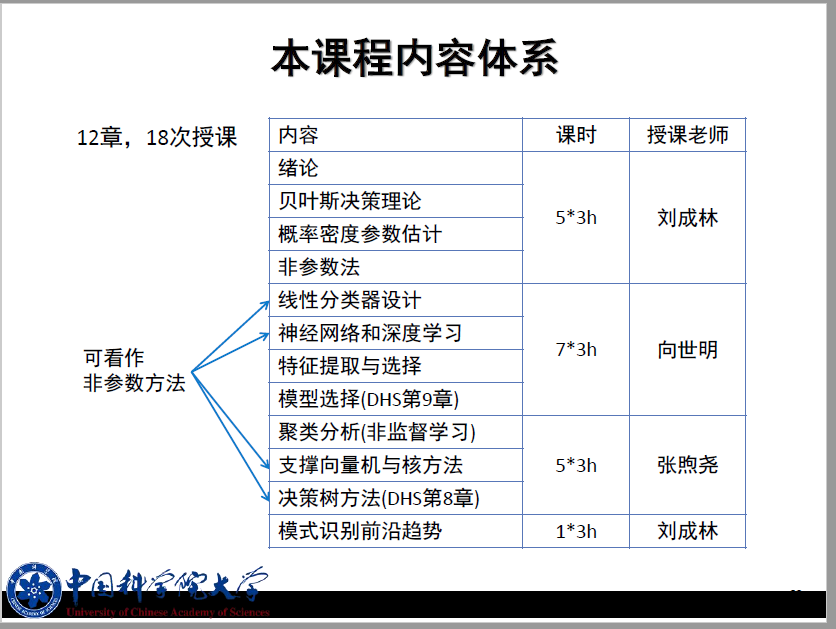 本课程内容体系
12章，18次授课
内容 课时 授课老师
绪论
贝叶斯决策理论
概率密度参数估计
非参数法
5*3h 刘成林
线性分类器设计
神经网络和深度学习
特征提取与选择
模型选择(DHS第9章)
7*3h 向世明
聚类分析(非监督学习)
支撑向量机与核方法
决策树方法(DHS第8章)
5*3h 张煦尧
模式识别前沿趋势 1*3h 刘成林
可看作
非参数方法
中国科学院大学
University of Chinese Academy of Sciences